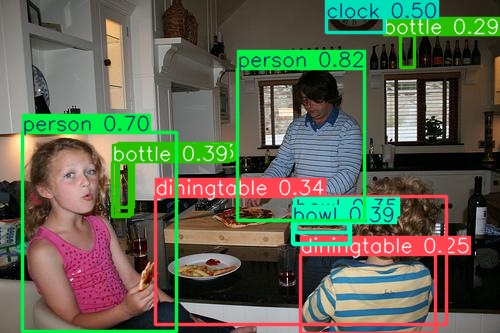 clock 0.50
bottle 0.29
person 0.82
person 0.70
bottle 0.39
diningtable 0.34
bowl 0.35
bowl 0.39
diningtable 0.25